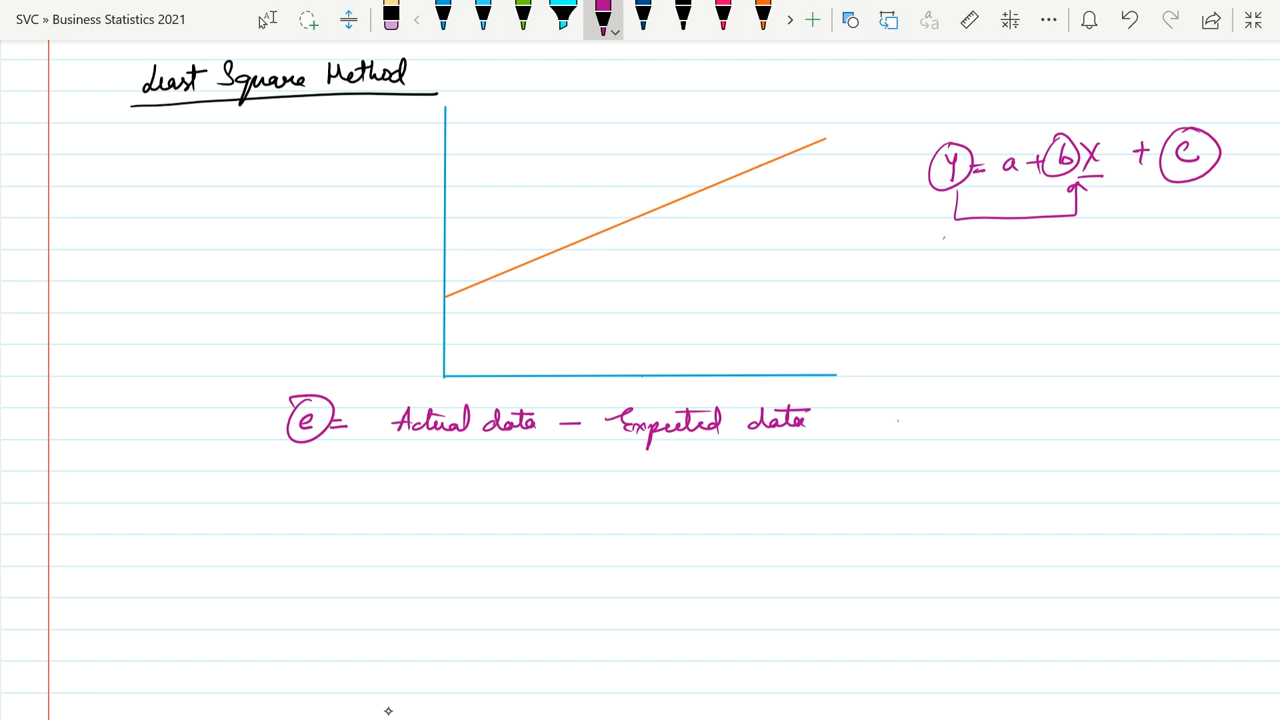 SVC » Business Statistics 2021
Least Square Method
y = a + bx + e
e = Actual data - Expected data